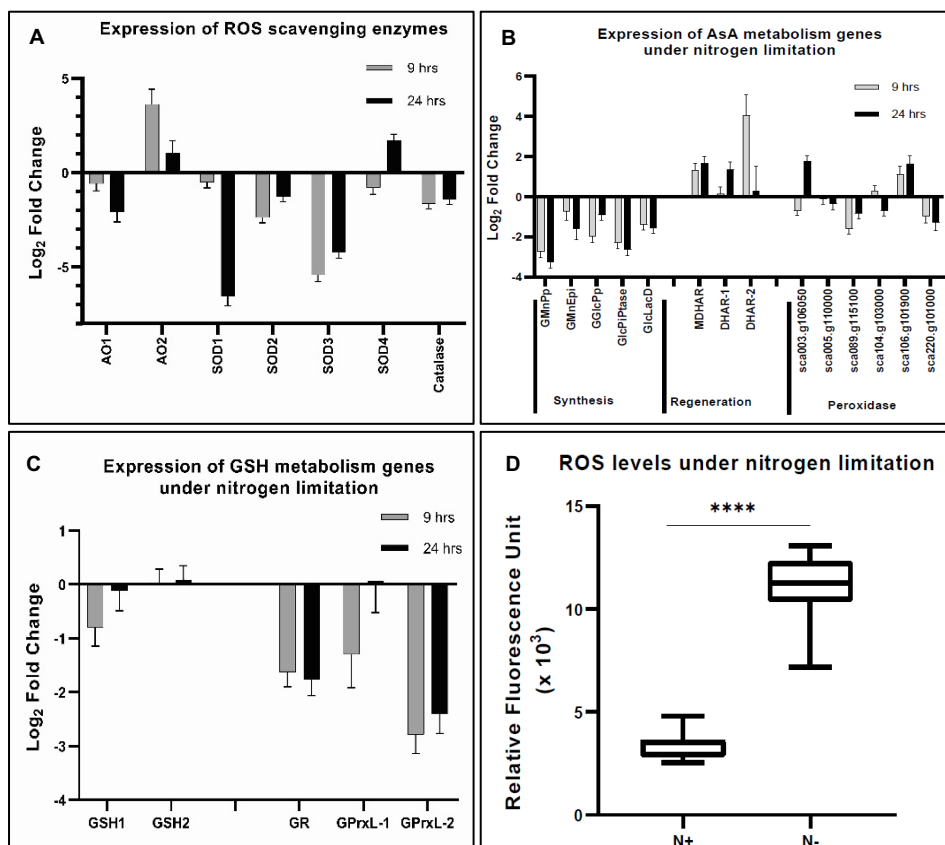 A
Expression of ROS scavenging enzymes
9 hrs
24 hrs
Log2 Fold Change
5
0
-5
AO1
AO2
SOD1
SOD2
SOD3
SOD4
Catalase
B
Expression of AsA metabolism genes
under nitrogen limitation
9 hrs
24 hrs
Log2 Fold Change
6
4
2
0
-2
-4
GMnPp
GMnEpi
GGlcPp
GlcPiPtase
GlcLacD
MDHAR
DHAR-1
DHAR-2
sca003.g106050
sca005.g110000
sca089.g115100
sca104.g103000
sca106.g101900
sca220.g101000
Synthesis
Regeneration
Peroxidase
C
Expression of GSH metabolism genes
under nitrogen limitation
9 hrs
24 hrs
Log2 Fold Change
1
0
-1
-2
-3
-4
GSH1
GSH2
GR
GPrxL-1
GPrxL-2
D
ROS levels under nitrogen limitation
Relative Fluorescence Unit
(x 10³)
15
10
5
0
****
N+
N-